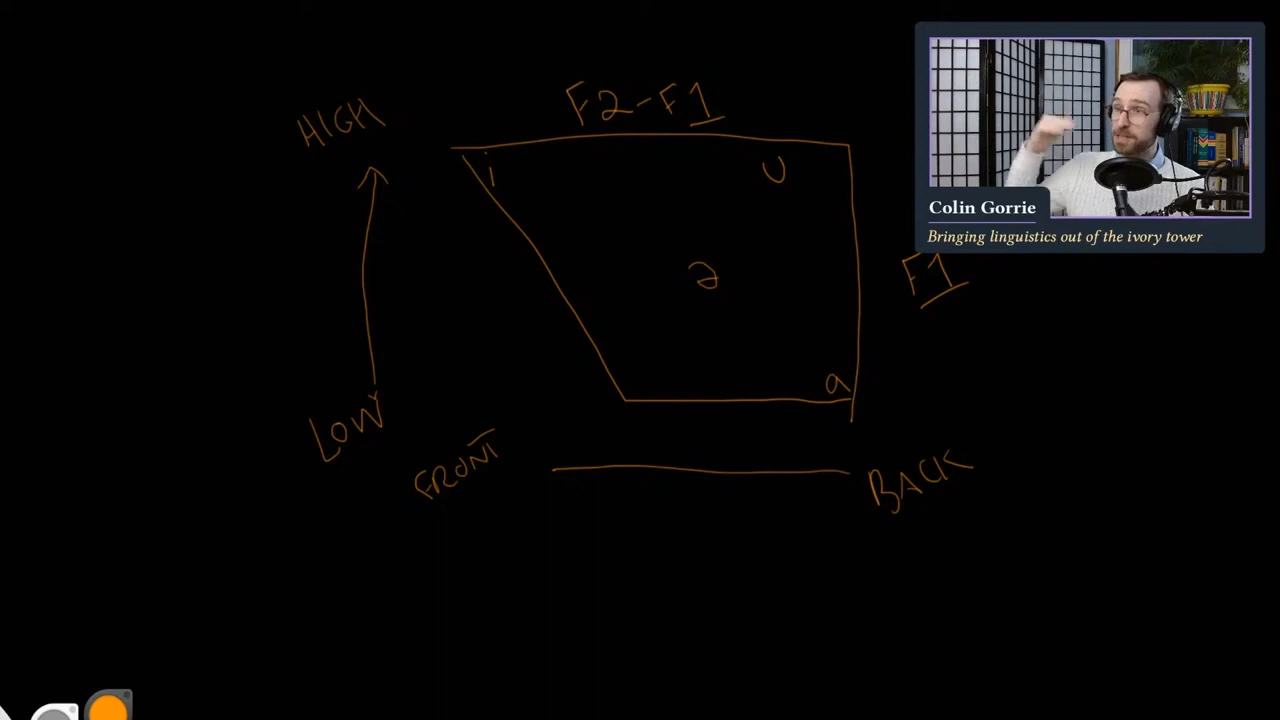 F2-F1
HIGH
i
u
ə
F1
a
LOW
FRONT
BACK
Colin Gorrie
Bringing linguistics out of the ivory tower